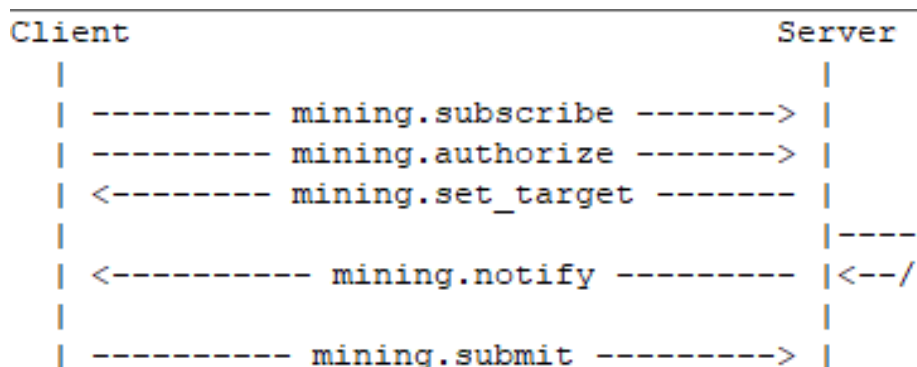 Client                                Server
  |                                     |
  | --------- mining.subscribe -------> |
  | --------- mining.authorize -------> |
  | <-------- mining.set_target ------- |
  |                                     |----
  | <---------- mining.notify --------- |<--/
  |                                     |
  | ---------- mining.submit ---------> |